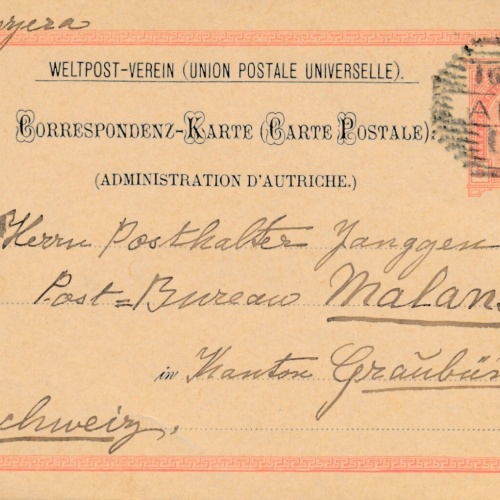 WELTPOST-VEREIN (UNION POSTALE UNIVERSELLE).
CORRESPONDENZ-KARTE (CARTE POSTALE).
(ADMINISTRATION D'AUTRICHE.)
Herrn Posthalter Janggen
Post=Bureau Malans
in Kanton Graübün
chweiz.